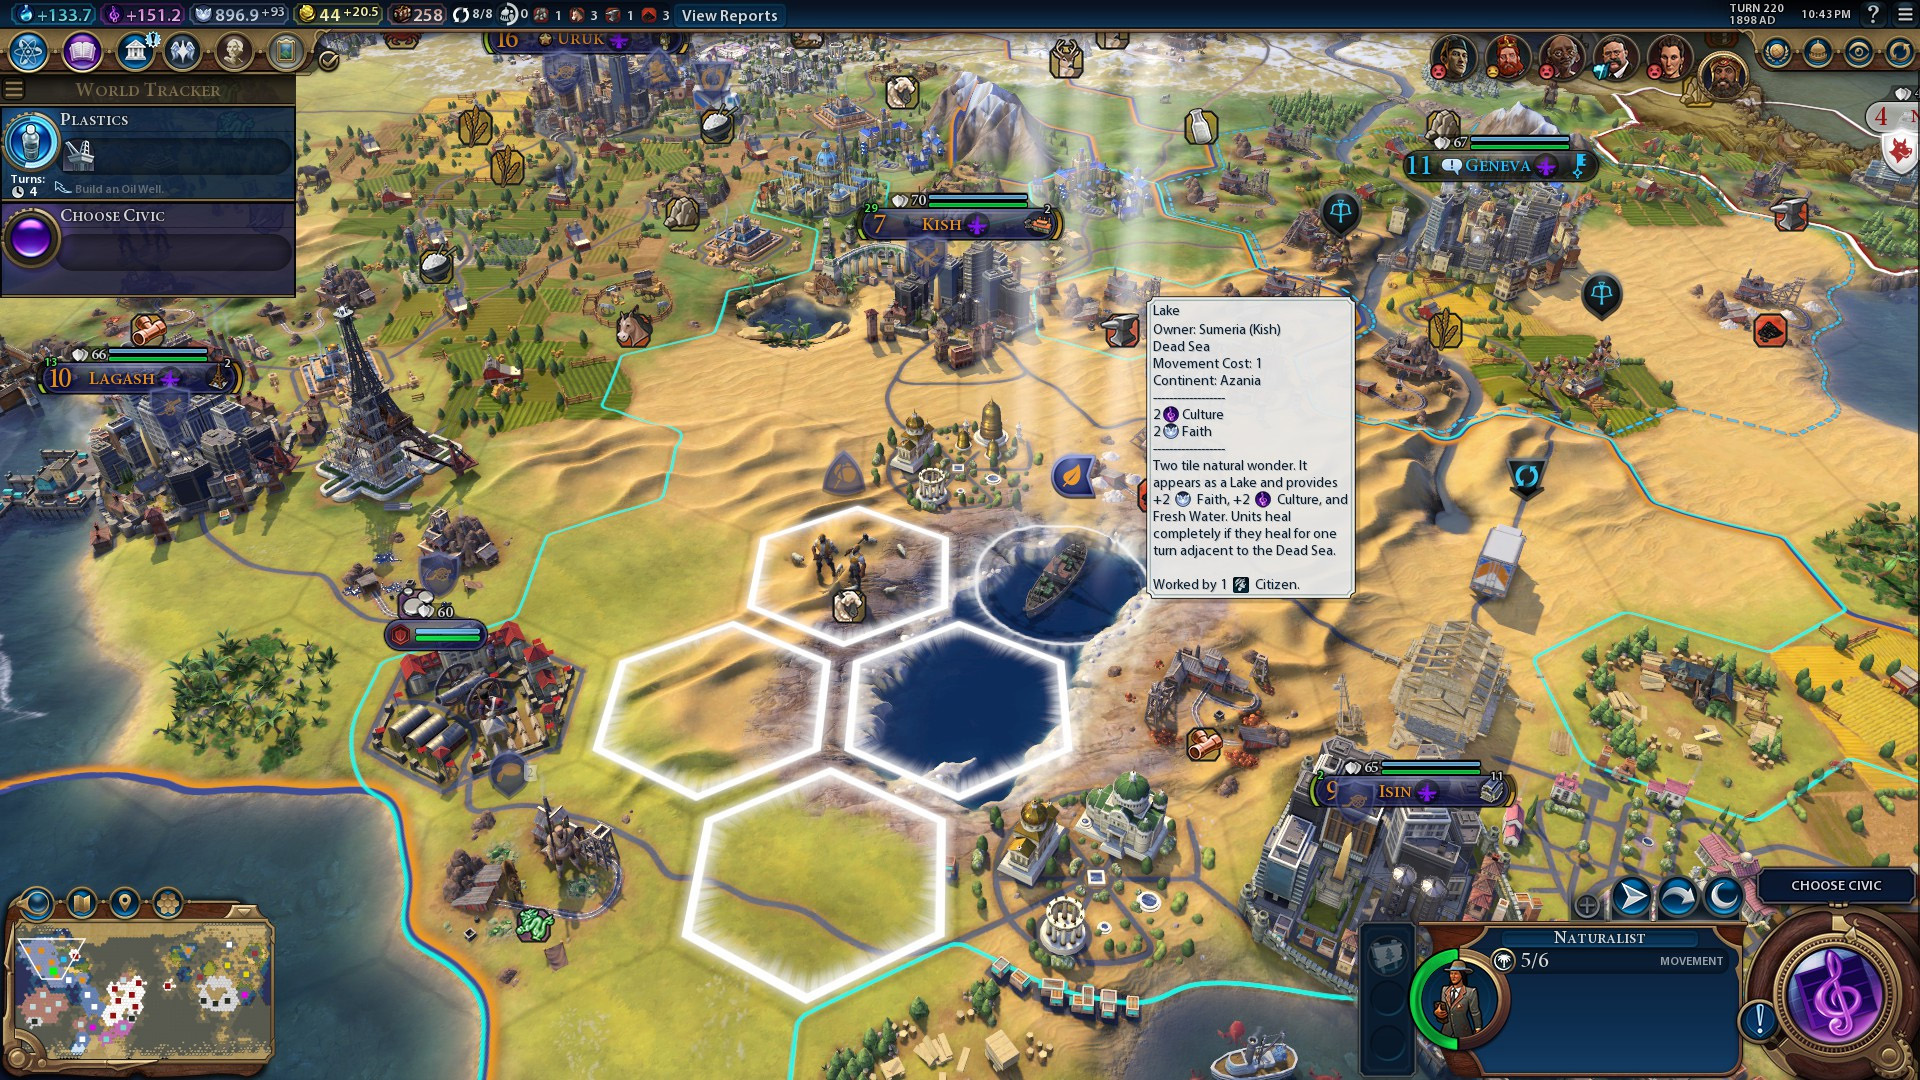 +133.7 +151.2 896.9 +93 44 +20.5 258 8/8 0 1 3 1 3 View Reports
TURN 220
1898 AD
10:43 PM ?
WORLD TRACKER
PLASTICS
Turns:
4
Build an Oil Well.
CHOOSE CIVIC
16 URUK
67
11 GENEVA
4
29
70
2
7 KISH
13
66
2
10 LAGASH
60
Lake
Owner: Sumeria (Kish)
Dead Sea
Movement Cost: 1
Continent: Azania
--------------------
2 Culture
2 Faith
--------------------
Two tile natural wonder. It
appears as a Lake and provides
+2 Faith, +2 Culture, and
Fresh Water. Units heal
completely if they heal for one
turn adjacent to the Dead Sea.
Worked by 1 Citizen.
2
65
11
9 ISIN
2
CHOOSE CIVIC
NATURALIST
5/6 MOVEMENT